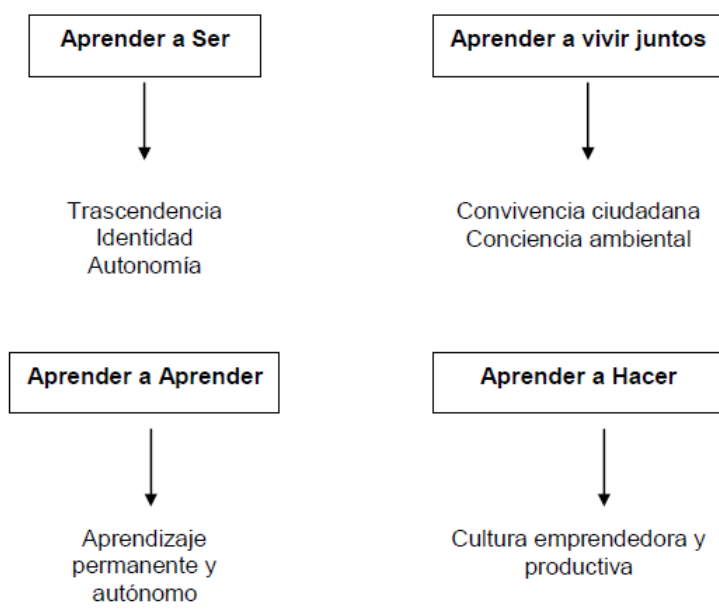 Aprender a Ser
Trascendencia
Identidad
Autonomía
Aprender a vivir juntos
Convivencia ciudadana
Conciencia ambiental
Aprender a Aprender
Aprendizaje
permanente y
autónomo
Aprender a Hacer
Cultura emprendedora y
productiva